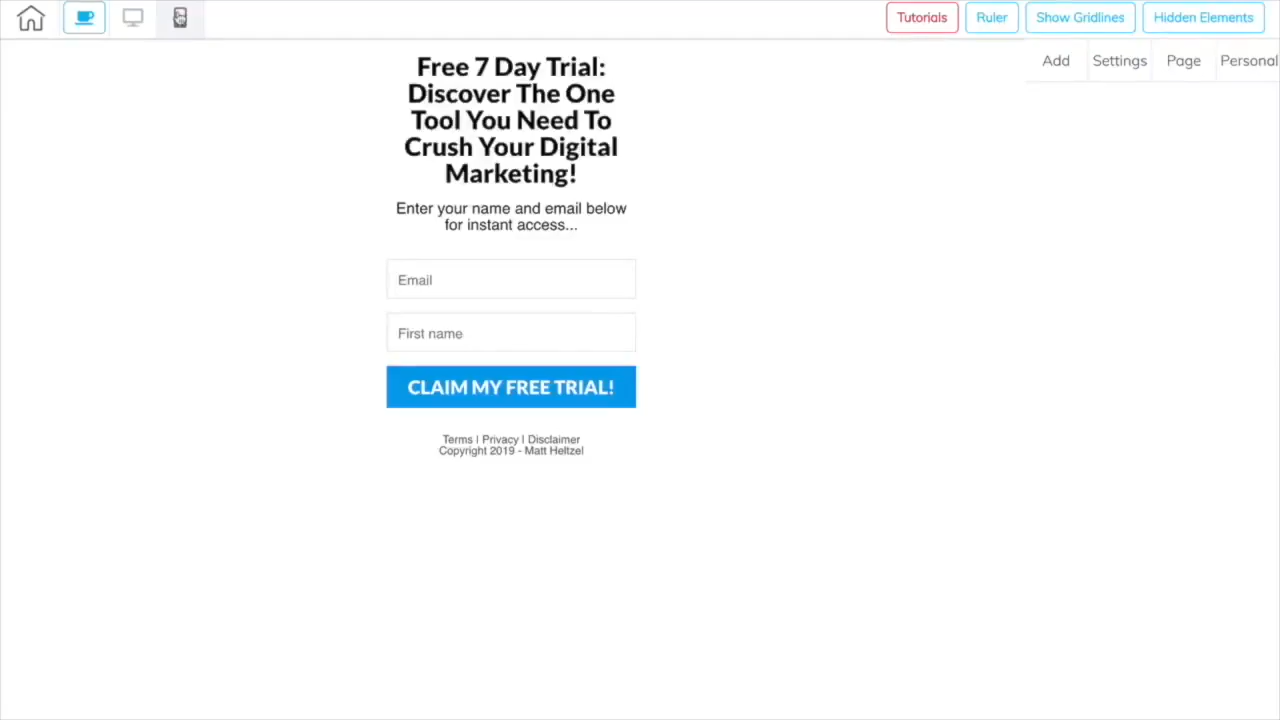 Tutorials
Ruler
Show Gridlines
Hidden Elements
Add
Settings
Page
Personal
Free 7 Day Trial:
Discover The One
Tool You Need To
Crush Your Digital
Marketing!
Enter your name and email below
for instant access...
Email
First name
CLAIM MY FREE TRIAL!
Terms | Privacy | Disclaimer
Copyright 2019 - Matt Heltzel